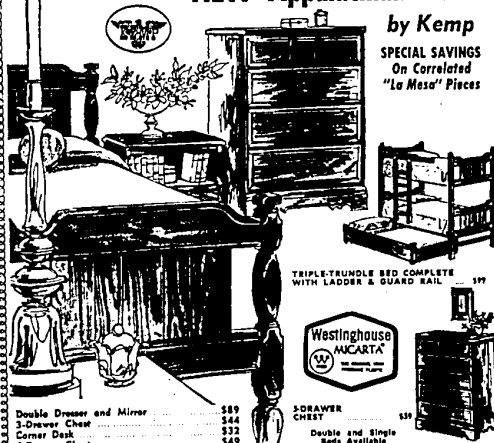 by Kemp
SPECIAL SAVINGS
On Correlated
"La Mesa" Pieces
TRIPLE-TRUNDLE BED COMPLETE
WITH LADDER & GUARD RAIL $99
Westinghouse
MICARTA®
Double Dresser and Mirror $89
3-Drawer Chest $44
Corner Desk $32
$49
5-DRAWER
CHEST $39
Double and Single
Beds Available